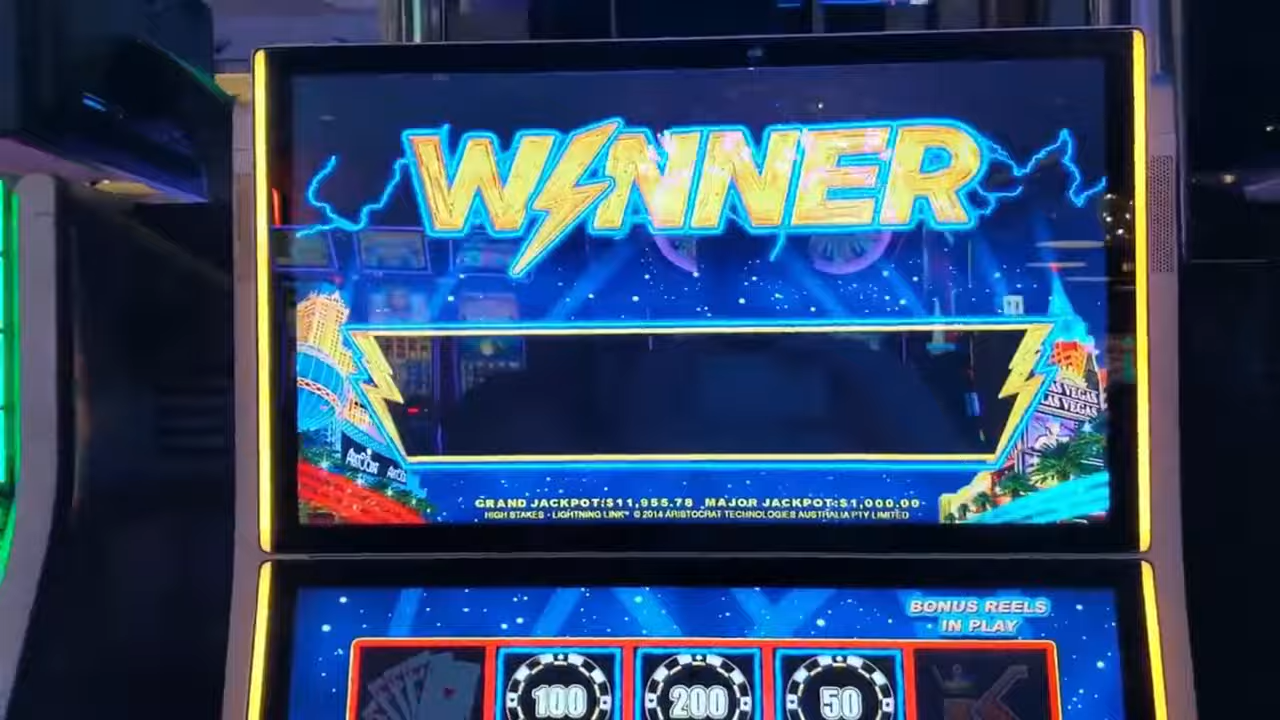 WINNER
LAS VEGAS
LAS VEGAS
ARISTOCRAT
GRAND JACKPOT:$11,955.78 MAJOR JACKPOT:$1,000.00
HIGH STAKES - LIGHTNING LINK™ © 2014 ARISTOCRAT TECHNOLOGIES AUSTRALIA PTY LIMITED
BONUS REELS
IN PLAY
100
200
50